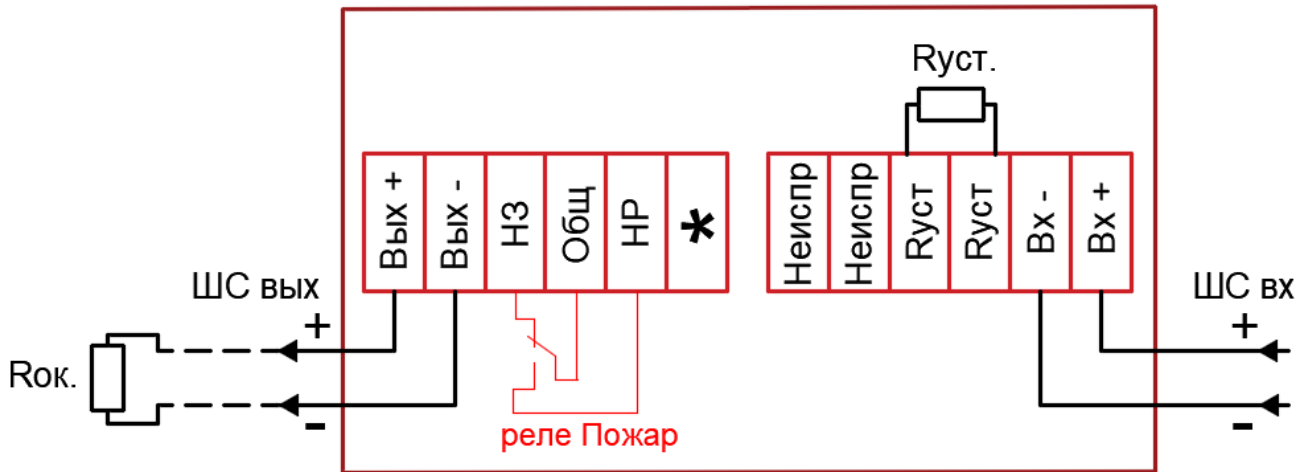 Rуст.
Вых +
Вых -
НЗ
Общ
НР
*
Неиспр
Неиспр
Rуст
Rуст
Вх -
Вх +
ШС вых
+
-
Rок.
ШС вх
+
-
реле Пожар